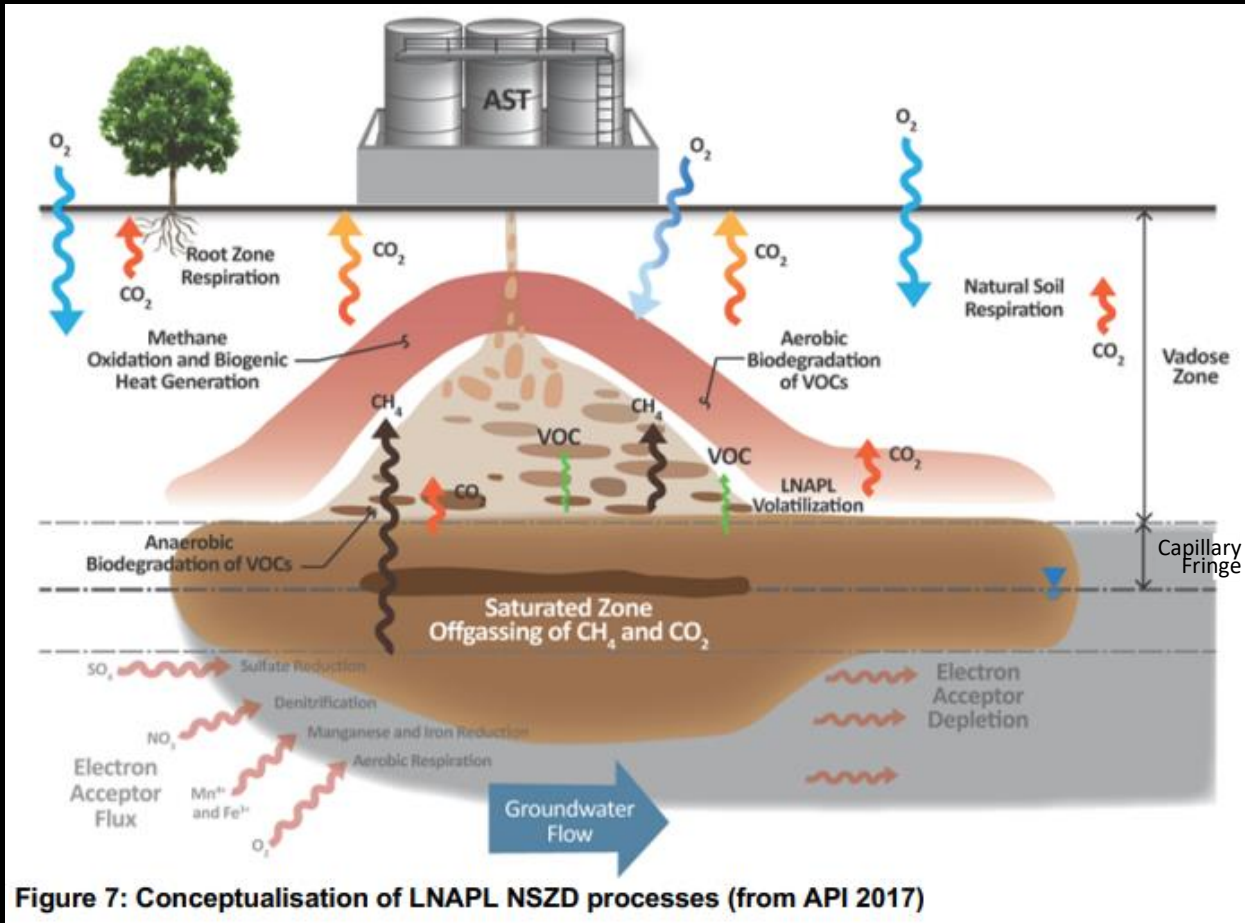 AST
O₂
O₂
O₂
CO₂
Root Zone
Respiration
CO₂
CO₂
Natural Soil
Respiration
CO₂
Vadose
Zone
Methane
Oxidation and Biogenic
Heat Generation
Aerobic
Biodegradation
of VOCs
CH₄
CH₄
VOC
VOC
CO₂
CO₂
LNAPL
Volatilization
Anaerobic
Biodegradation of VOCs
Capillary
Fringe
Saturated Zone
Offgassing of CH₄ and CO₂
SO₄
Sulfate Reduction
Denitrification
NO₃
Manganese and Iron Reduction
Aerobic Respiration
Electron
Acceptor
Flux
Mn⁴⁺
and Fe³⁺
O₂
Electron
Acceptor
Depletion
Groundwater
Flow
Figure 7: Conceptualisation of LNAPL NSZD processes (from API 2017)